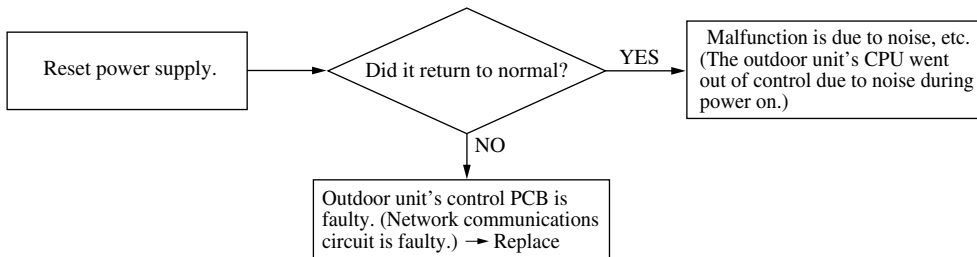 Reset power supply.
Did it return to normal?
YES
Malfunction is due to noise, etc.
(The outdoor unit’s CPU went
out of control due to noise during
power on.)
NO
Outdoor unit’s control PCB is
faulty. (Network communications
circuit is faulty.) → Replace